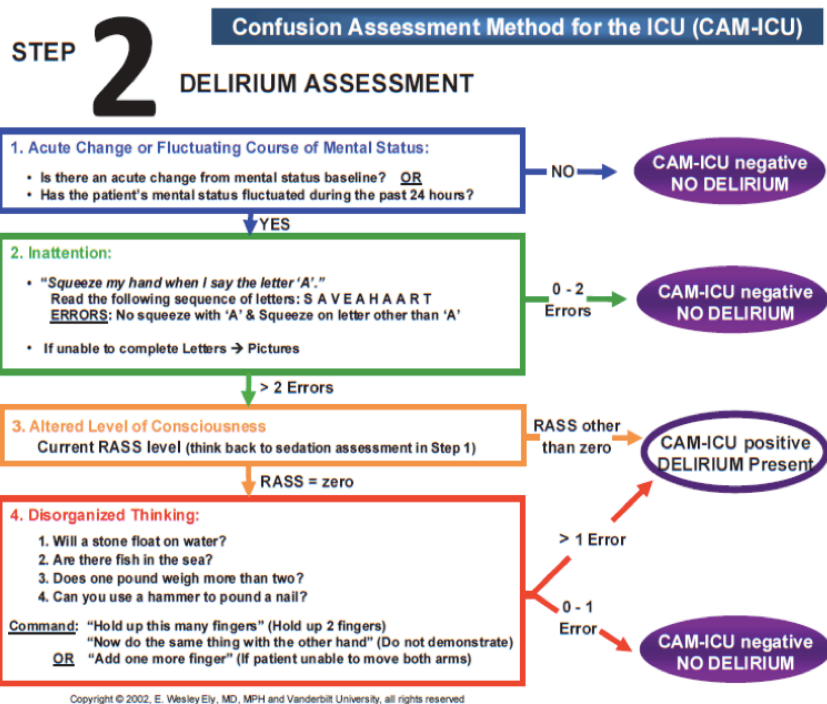 Confusion Assessment Method for the ICU (CAM-ICU)
STEP 2
DELIRIUM ASSESSMENT
1. Acute Change or Fluctuating Course of Mental Status:
• Is there an acute change from mental status baseline? OR
• Has the patient's mental status fluctuated during the past 24 hours?
NO
CAM-ICU negative
NO DELIRIUM
YES
2. Inattention:
• "Squeeze my hand when I say the letter 'A'."
Read the following sequence of letters: S A V E A H A A R T
ERRORS: No squeeze with 'A' & Squeeze on letter other than 'A'
• If unable to complete Letters → Pictures
0 - 2
Errors
CAM-ICU negative
NO DELIRIUM
> 2 Errors
3. Altered Level of Consciousness
Current RASS level (think back to sedation assessment in Step 1)
RASS other
than zero
CAM-ICU positive
DELIRIUM Present
RASS = zero
4. Disorganized Thinking:
1. Will a stone float on water?
2. Are there fish in the sea?
3. Does one pound weigh more than two?
4. Can you use a hammer to pound a nail?
Command: "Hold up this many fingers" (Hold up 2 fingers)
"Now do the same thing with the other hand" (Do not demonstrate)
OR "Add one more finger" (If patient unable to move both arms)
> 1 Error
0 - 1
Error
CAM-ICU negative
NO DELIRIUM
Copyright © 2002, E. Wesley Ely, MD, MPH and Vanderbilt University, all rights reserved